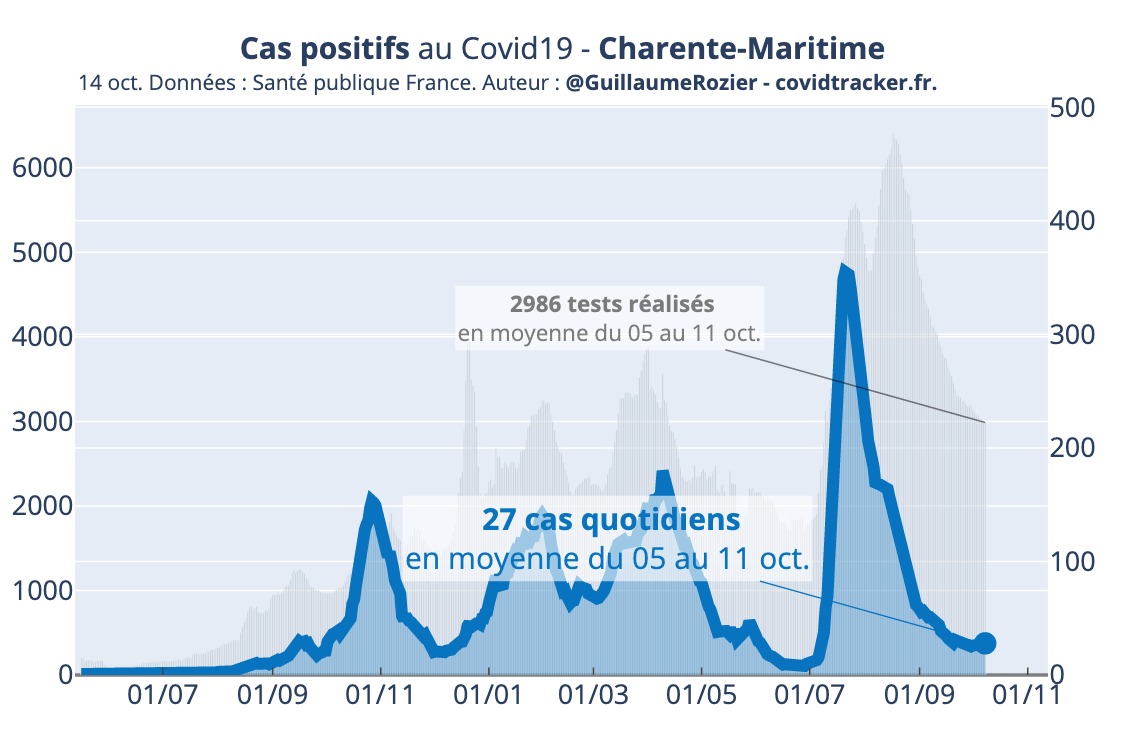 Cas positifs au Covid19 - Charente-Maritime
14 oct. Données : Santé publique France. Auteur : @GuillaumeRozier - covidtracker.fr.
500
6000
400
5000
2986 tests réalisés
en moyenne du 05 au 11 oct.
4000
300
3000
200
2000
27 cas quotidiens
en moyenne du 05 au 11 oct.
100
1000
0
0
01/07 01/09 01/11 01/01 01/03 01/05 01/07 01/09 01/11